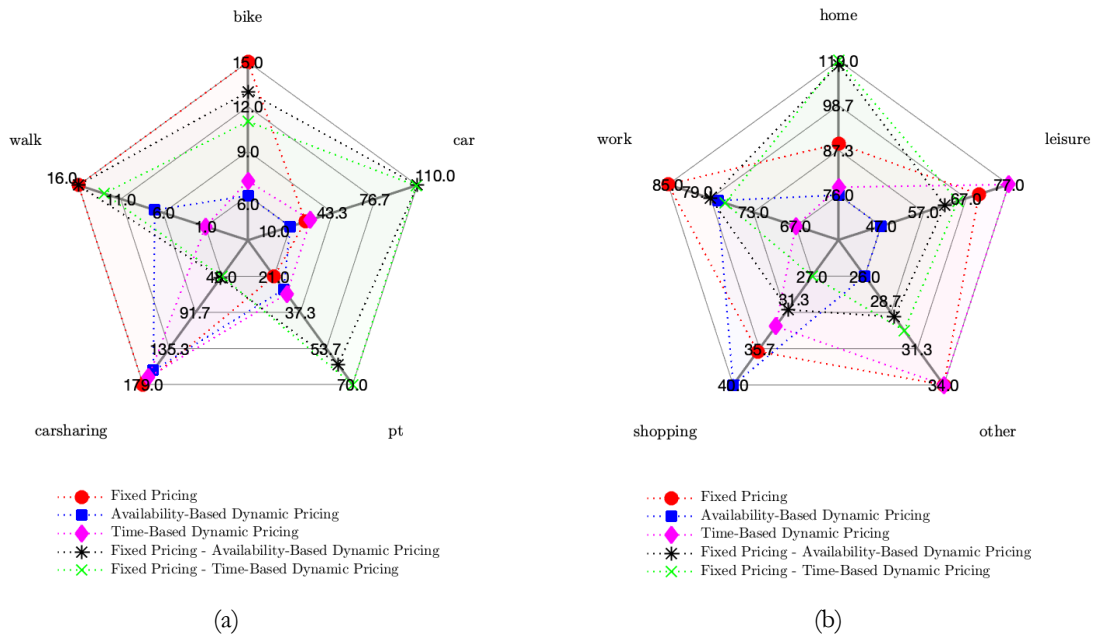 bike
home
15.0
110.0
12.0
98.7
walk
car
work
leisure
9.0
87.3
16.0
110.0
85.0
77.0
11.0
76.7
79.0
67.0
6.0
76.0
6.0
43.3
73.0
57.0
1.0
10.0
67.0
47.0
48.0
21.0
27.0
26.0
91.7
37.3
31.3
28.7
135.3
53.7
35.7
31.3
179.0
70.0
40.0
34.0
carsharing
pt
shopping
other
Fixed Pricing
Availability-Based Dynamic Pricing
Time-Based Dynamic Pricing
Fixed Pricing - Availability-Based Dynamic Pricing
Fixed Pricing - Time-Based Dynamic Pricing
Fixed Pricing
Availability-Based Dynamic Pricing
Time-Based Dynamic Pricing
Fixed Pricing - Availability-Based Dynamic Pricing
Fixed Pricing - Time-Based Dynamic Pricing
(a)
(b)